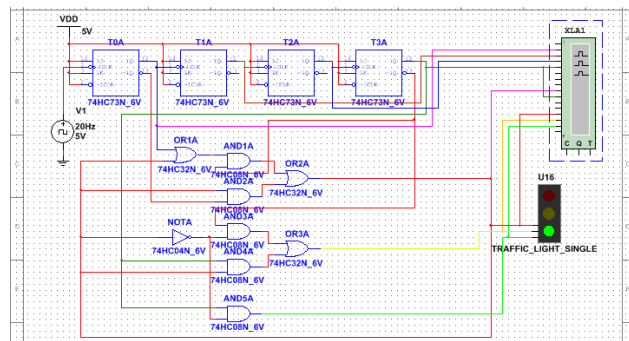 VDD
5V
T0A
T1A
T2A
T3A
XLA1
74HC73N_6V
74HC73N_6V
74HC73N_6V
74HC73N_6V
V1
20Hz
5V
C Q T
OR1A
74HC32N_6V
AND1A
74HC08N_6V
OR2A
74HC32N_6V
AND2A
74HC08N_6V
U16
TRAFFIC_LIGHT_SINGLE
NOTA
74HC04N_6V
AND3A
74HC08N_6V
OR3A
74HC32N_6V
AND4A
74HC08N_6V
AND5A
74HC08N_6V